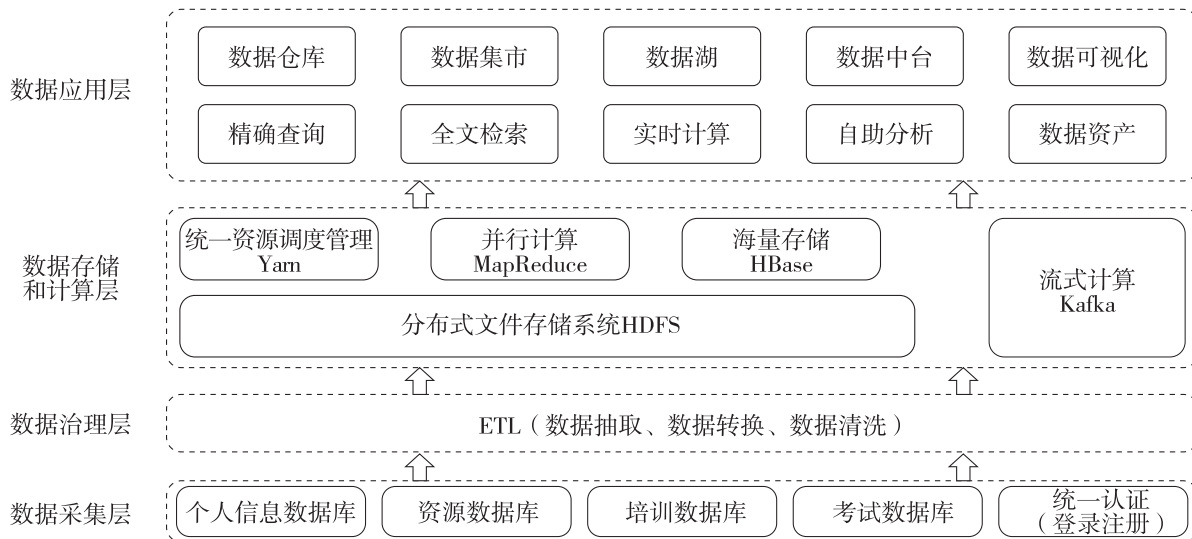 数据应用层
数据仓库
数据集市
数据湖
数据中台
数据可视化
精确查询
全文检索
实时计算
自助分析
数据资产
数据存储
和计算层
统一资源调度管理
Yarn
并行计算
MapReduce
海量存储
HBase
流式计算
Kafka
分布式文件存储系统HDFS
数据治理层
ETL（数据抽取、数据转换、数据清洗）
数据采集层
个人信息数据库
资源数据库
培训数据库
考试数据库
统一认证
（登录注册）